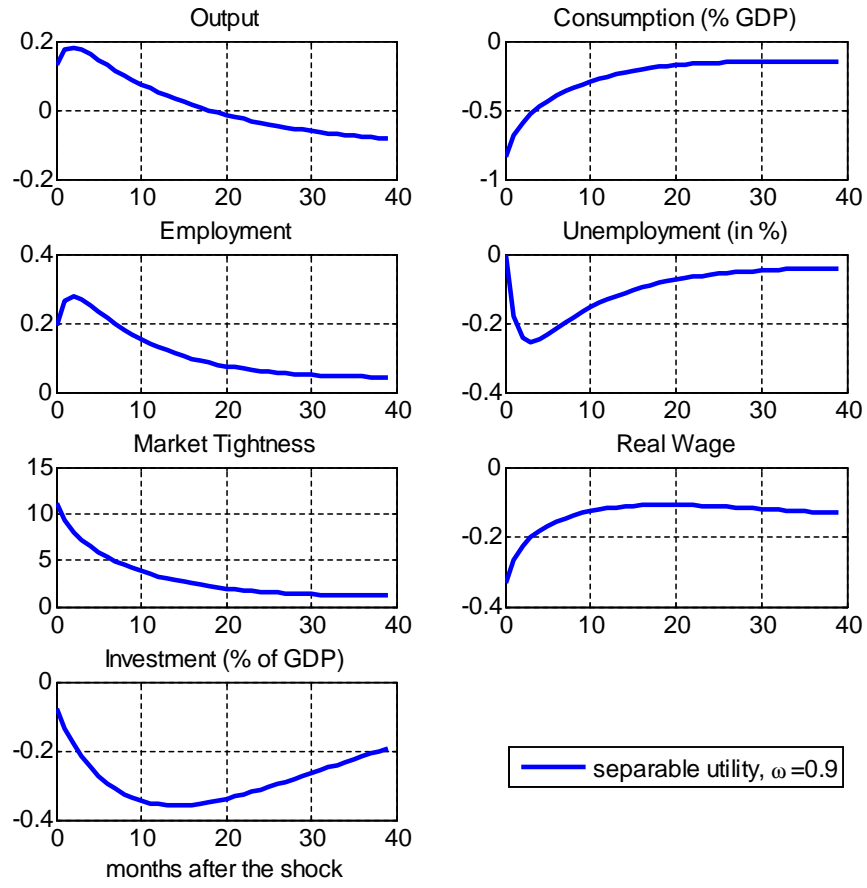 Output
0.2
0
-0.2
0 10 20 30 40
Consumption (% GDP)
0
-0.5
-1
0 10 20 30 40
Employment
0.4
0.2
0
0 10 20 30 40
Unemployment (in %)
0
-0.2
-0.4
0 10 20 30 40
Market Tightness
15
10
5
0
0 10 20 30 40
Real Wage
0
-0.2
-0.4
0 10 20 30 40
Investment (% of GDP)
0
-0.2
-0.4
0 10 20 30 40
months after the shock
separable utility, ω=0.9